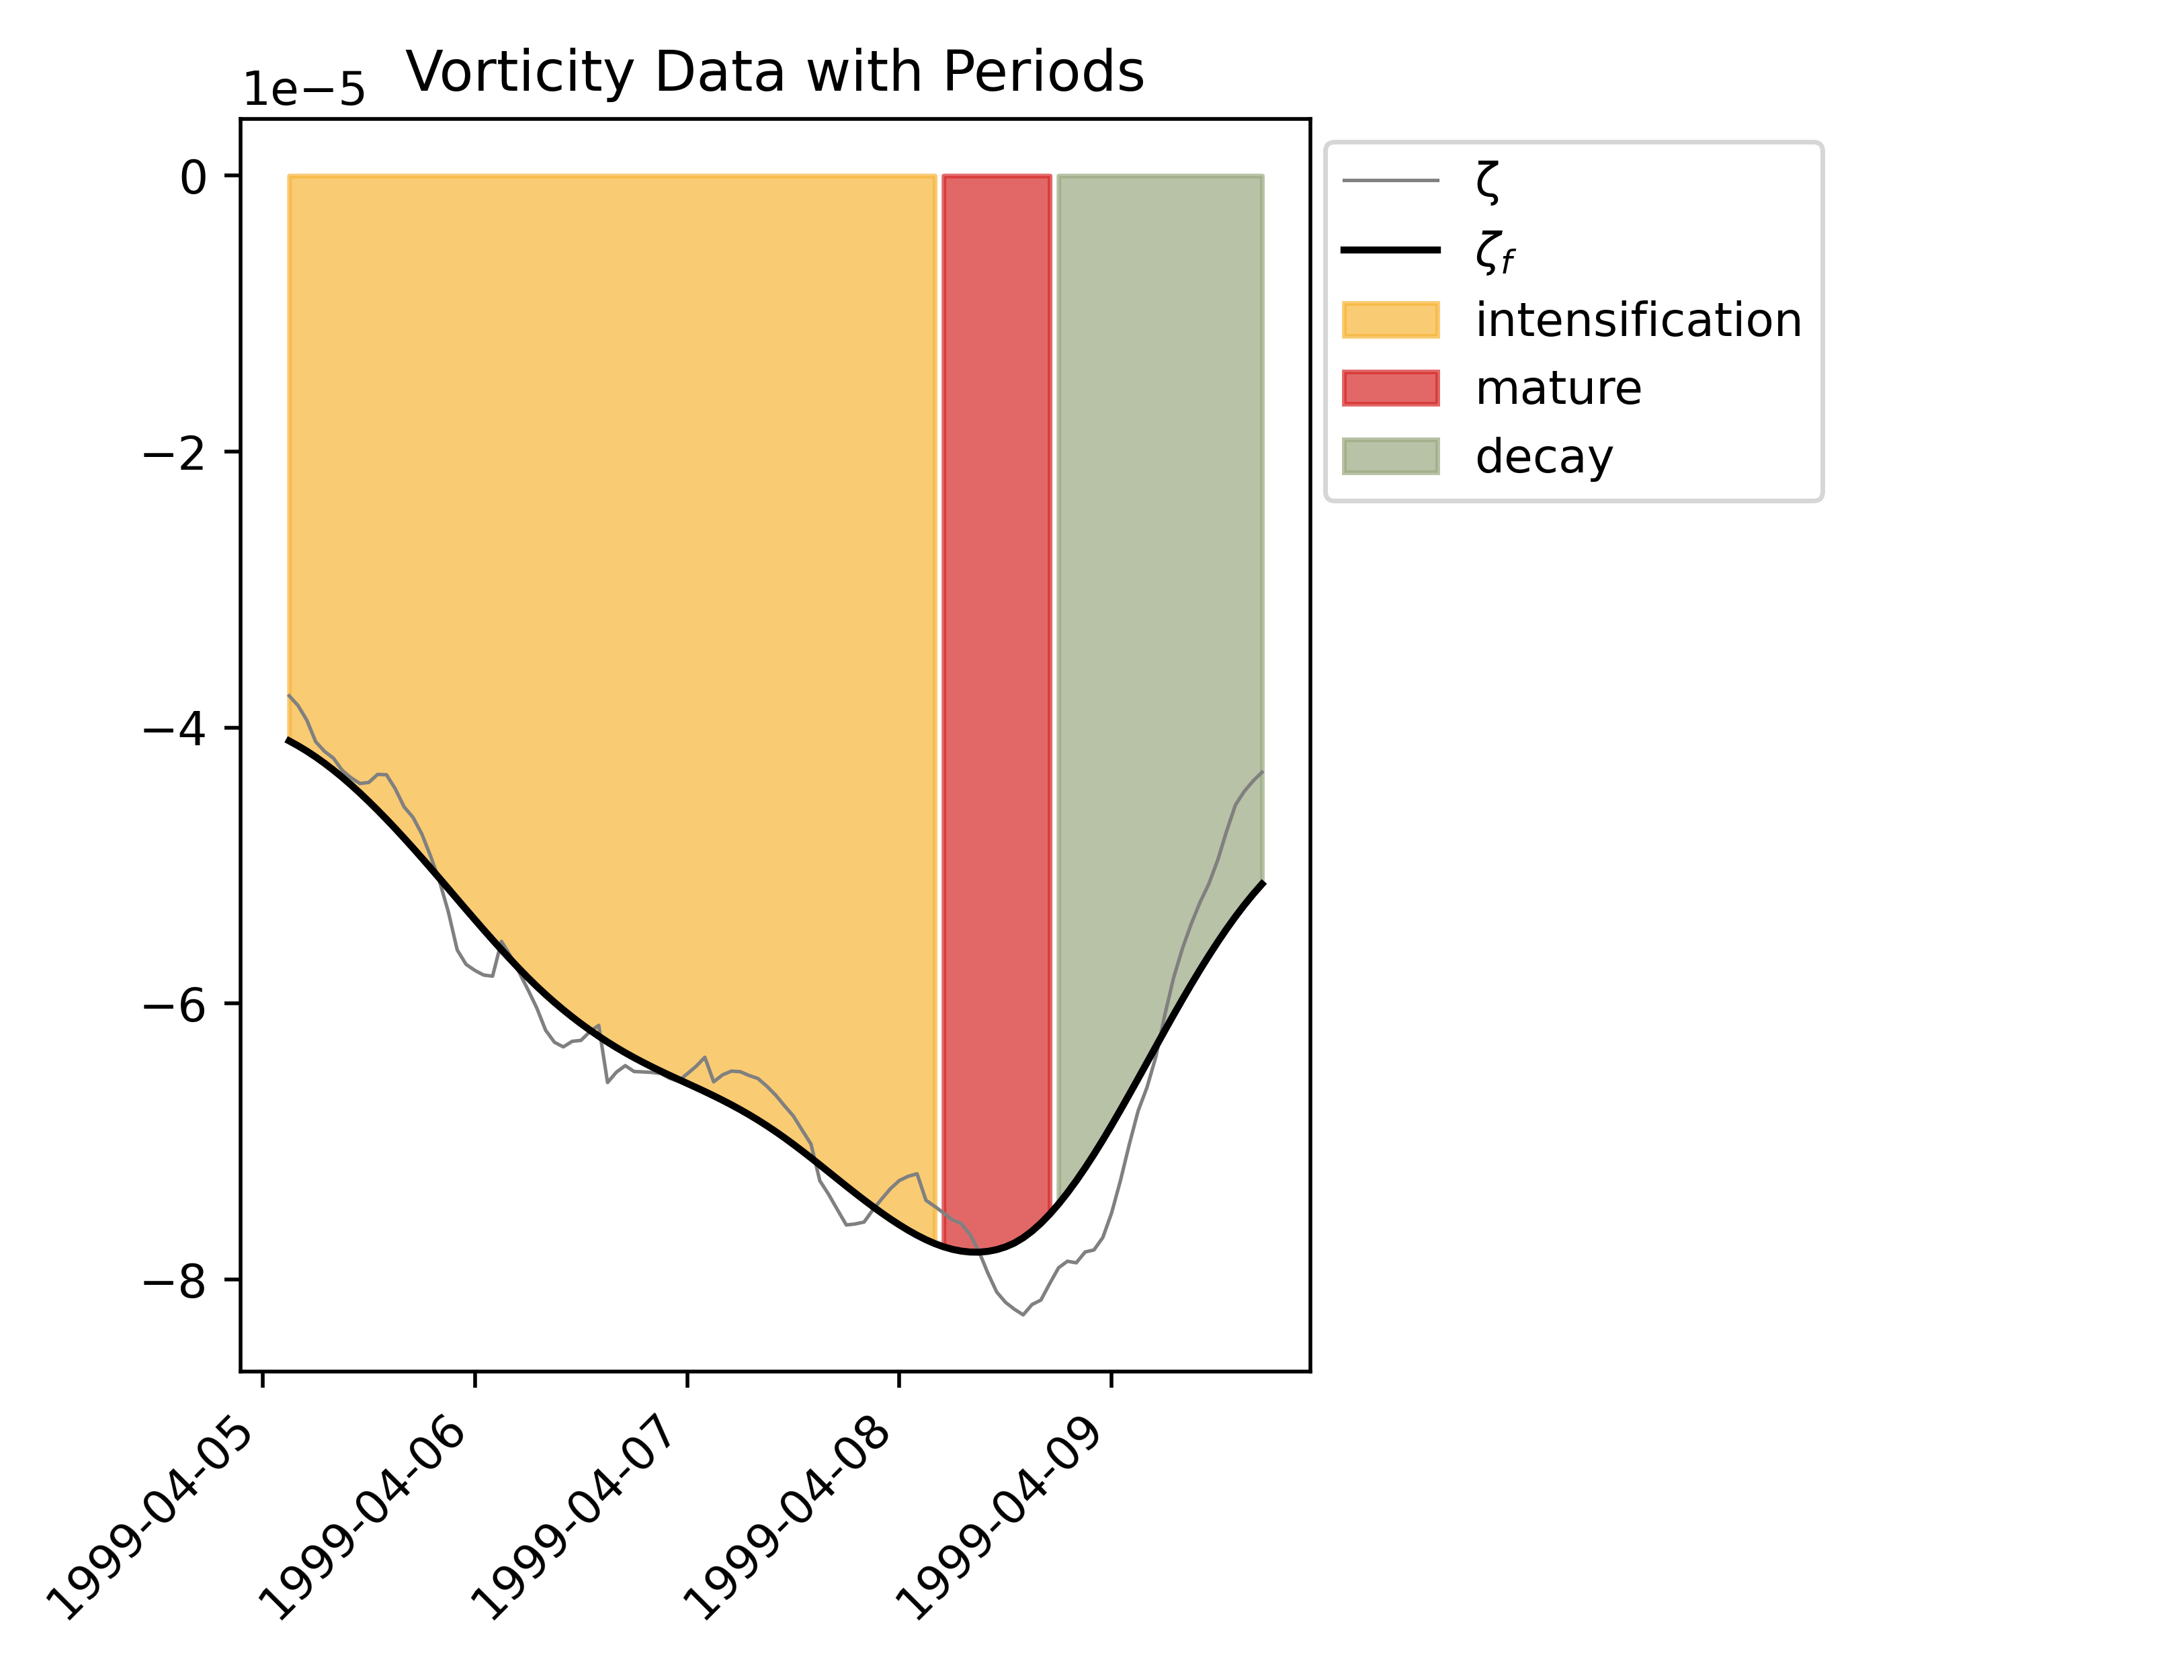 Vorticity Data with Periods
1e−5
0
−2
−4
−6
−8
1999-04-05
1999-04-06
1999-04-07
1999-04-08
1999-04-09
ζ
ζf
intensification
mature
decay